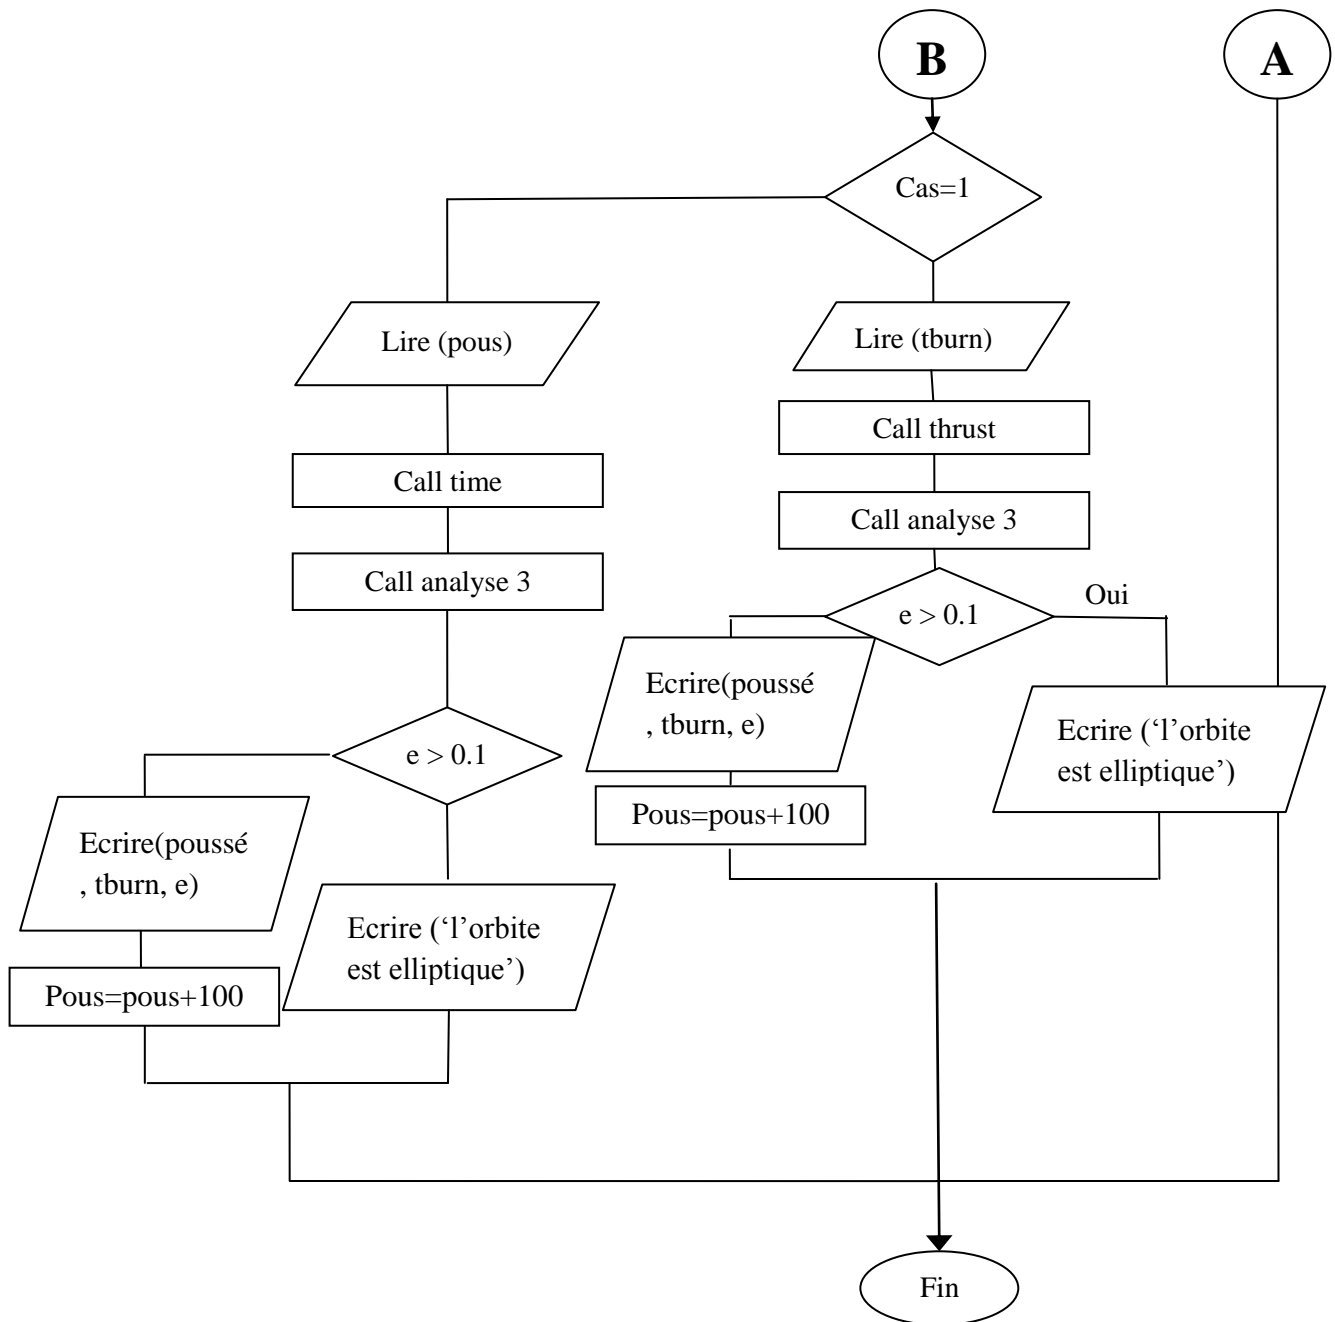 B
A
Cas=1
Lire (pous)
Lire (tburn)
Call thrust
Call time
Call analyse 3
Call analyse 3
Oui
e > 0.1
Ecrire(poussé
, tburn, e)
Ecrire (‘l’orbite
est elliptique’)
Pous=pous+100
e > 0.1
Ecrire(poussé
, tburn, e)
Ecrire (‘l’orbite
est elliptique’)
Pous=pous+100
Fin